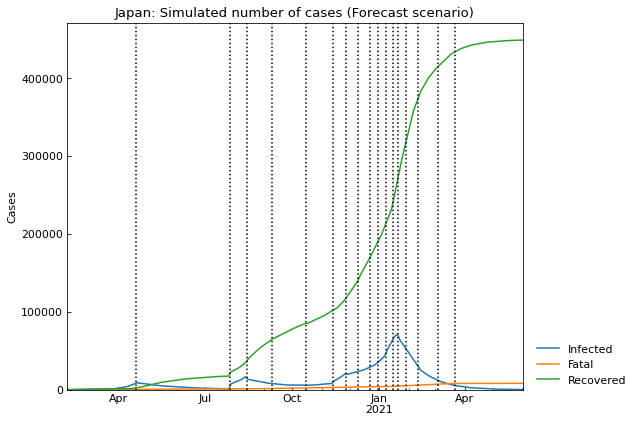 Japan: Simulated number of cases (Forecast scenario)
Cases
400000
300000
200000
100000
0
Apr
Jul
Oct
Jan
2021
Apr
Infected
Fatal
Recovered